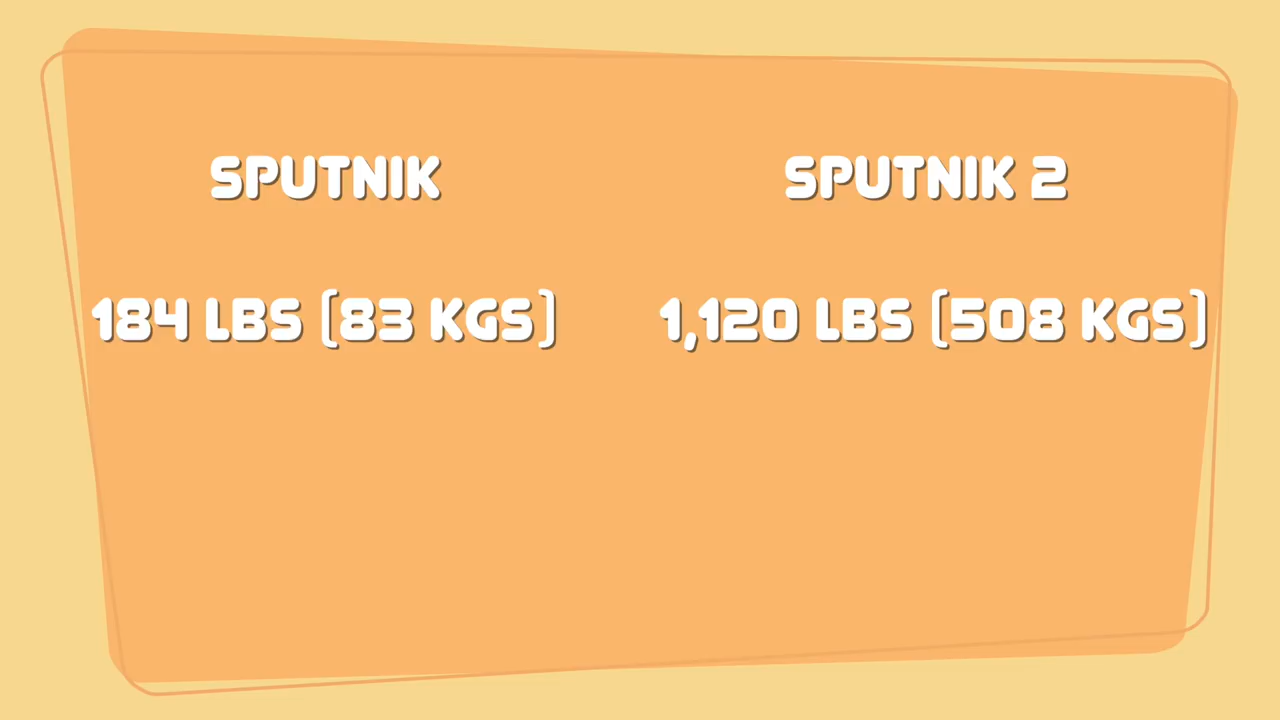 SPUTNIK
SPUTNIK 2
184 LBS (83 KGS)
1,120 LBS (508 KGS)